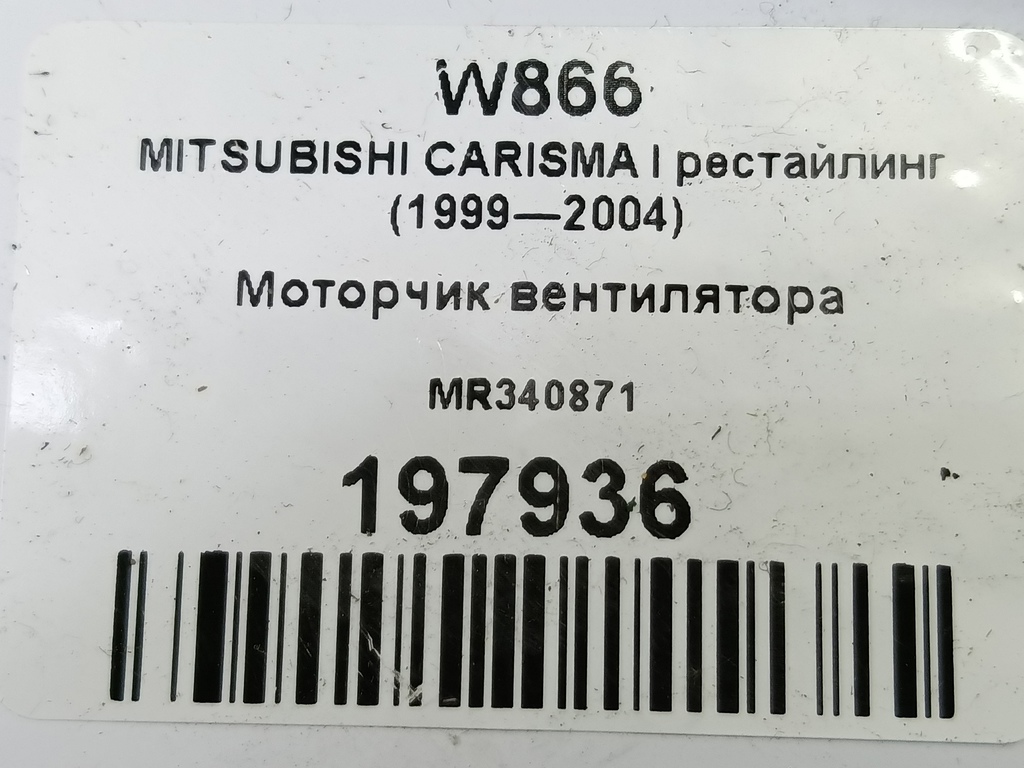 W866
MITSUBISHI CARISMA I рестайлинг
(1999—2004)
Моторчик вентилятора
MR340871
197936